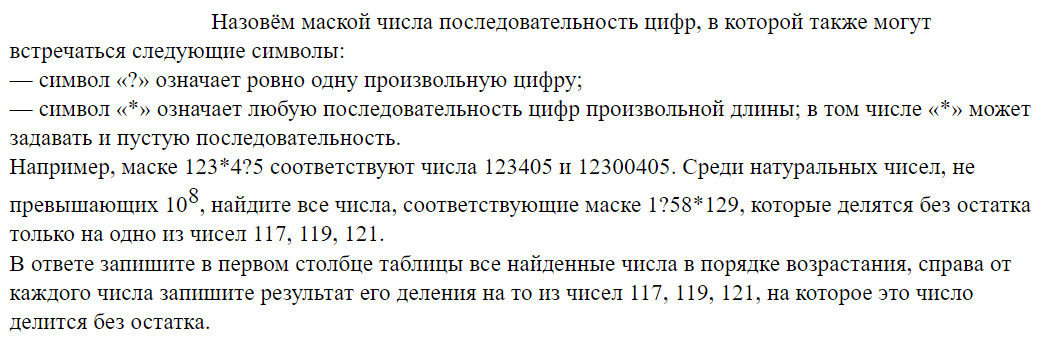 Назовём маской числа последовательность цифр, в которой также могут
встречаться следующие символы:
— символ «?» означает ровно одну произвольную цифру;
— символ «*» означает любую последовательность цифр произвольной длины; в том числе «*» может
задавать и пустую последовательность.
Например, маске 123*4?5 соответствуют числа 123405 и 12300405. Среди натуральных чисел, не
превышающих 10⁸, найдите все числа, соответствующие маске 1?58*129, которые делятся без остатка
только на одно из чисел 117, 119, 121.
В ответе запишите в первом столбце таблицы все найденные числа в порядке возрастания, справа от
каждого числа запишите результат его деления на то из чисел 117, 119, 121, на которое это число
делится без остатка.